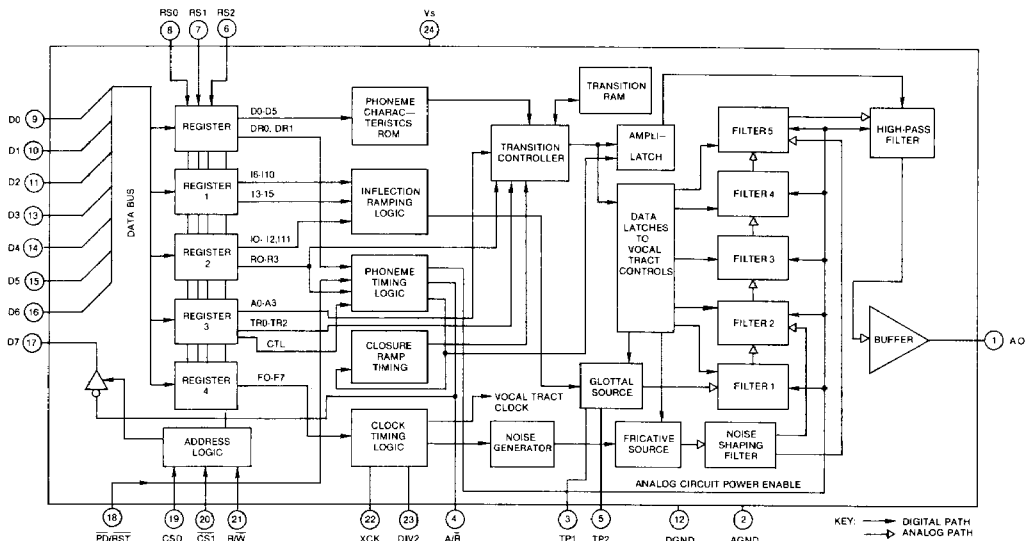 RS0 RS1 RS2
8 7 6
Vs
24
D0 9
D1 10
D2 11
D3 13
D4 14
D5 15
D6 16
D7 17
DATA BUS
REGISTER
REGISTER
1
REGISTER
2
REGISTER
3
REGISTER
4
ADDRESS
LOGIC
D0-D5
DR0, DIR1
I6-I10
I3-I5
IO-I2,I11
RO-R3
A0-A3
TR0-TR2
CTL
FO-F7
PHONEME
CHARAC-
TERISTCS
ROM
INFLECTION
RAMPING
LOGIC
PHONEME
TIMING
LOGIC
CLOSURE
RAMP
TIMING
CLOCK
TIMING
LOGIC
VOCAL TRACT
CLOCK
NOISE
GENERATOR
TRANSITION
CONTROLLER
TRANSITION
RAM
AMPLI-
LATCH
DATA
LATCHES
TO
VOCAL
TRACT
CONTROLS
GLOTTAL
SOURCE
FRICATIVE
SOURCE
NOISE
SHAPING
FILTER
FILTER 5
FILTER 4
FILTER 3
FILTER 2
FILTER 1
HIGH-PASS
FILTER
BUFFER
1 AO
ANALOG CIRCUIT POWER ENABLE
18 19 20 21 22 23 4 3 5 12 2
PD/RST CS0 CS1 R/W XCK DIV2 A/R TP1 TP2 DGND AGND
KEY: DIGITAL PATH
ANALOG PATH